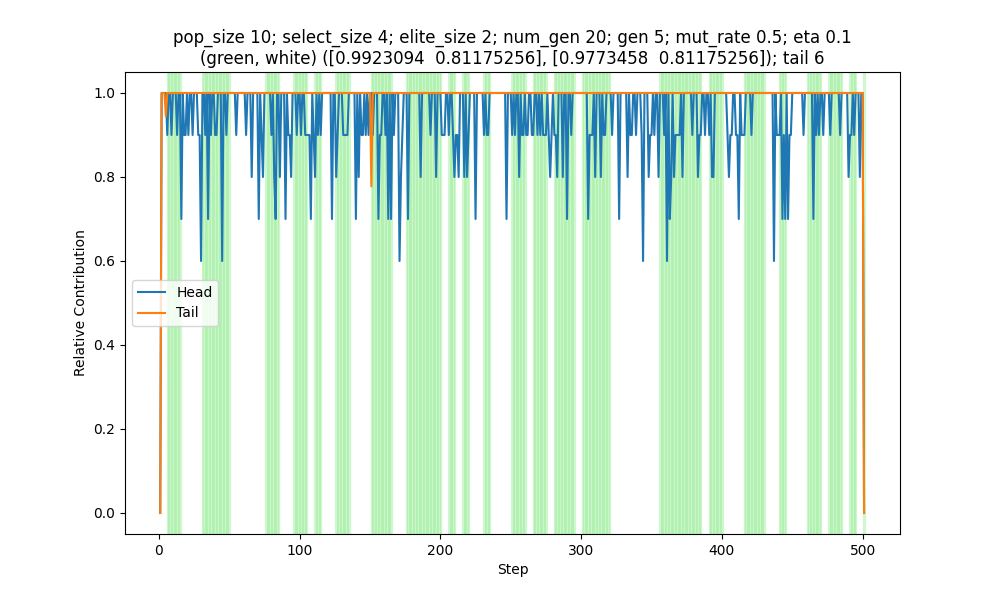 pop_size 10; select_size 4; elite_size 2; num_gen 20; gen 5; mut_rate 0.5; eta 0.1
(green, white) ([0.9923094  0.81175256], [0.9773458  0.81175256]); tail 6
1.0
0.8
0.6
0.4
0.2
0.0
Relative Contribution
Head
Tail
0
100
200
300
400
500
Step